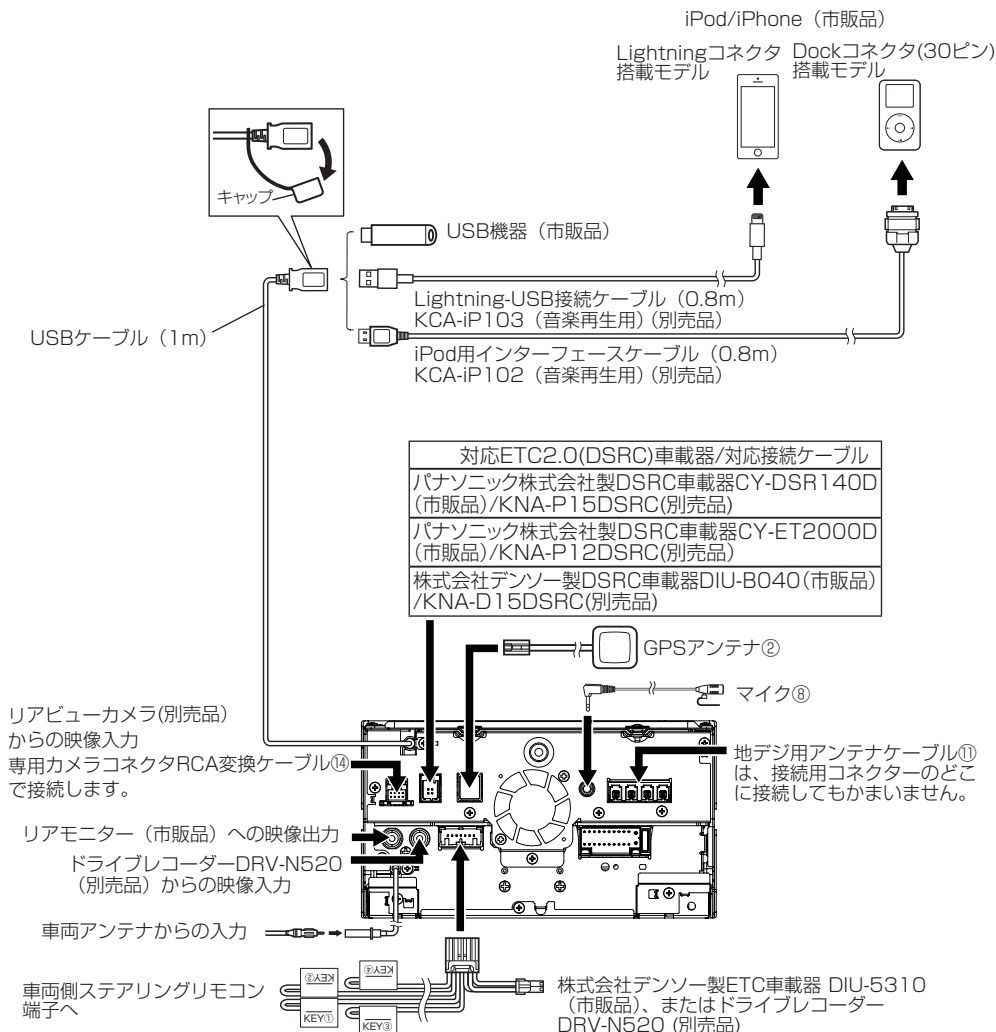 iPod/iPhone（市販品）
Lightningコネクタ
搭載モデル
Dockコネクタ(30ピン)
搭載モデル
キャップ
USB機器（市販品）
Lightning-USB接続ケーブル（0.8m）
KCA-iP103（音楽再生用）（別売品）
USBケーブル（1m）
iPod用インターフェースケーブル（0.8m）
KCA-iP102（音楽再生用）（別売品）
対応ETC2.0(DSRC)車載器/対応接続ケーブル
パナソニック株式会社製DSRC車載器CY-DSR140D
（市販品）/KNA-P15DSRC(別売品)
パナソニック株式会社製DSRC車載器CY-ET2000D
（市販品）/KNA-P12DSRC(別売品)
株式会社デンソー製DSRC車載器DIU-B040（市販品）
/KNA-D15DSRC(別売品)
GPSアンテナ②
マイク⑧
リアビューカメラ(別売品)
からの映像入力
専用カメラコネクタRCA変換ケーブル⑭
で接続します。
地デジ用アンテナケーブル⑪
は、接続用コネクターのどこ
に接続してもかまいません。
リアモニター（市販品）への映像出力
ドライブレコーダーDRV-N520
（別売品）からの映像入力
車両アンテナからの入力
車両側ステアリングリモコン
端子へ
KEY②
KEY④
KEY①
KEY③
株式会社デンソー製ETC車載器 DIU-5310
（市販品）、またはドライブレコーダー
DRV-N520 (別売品)